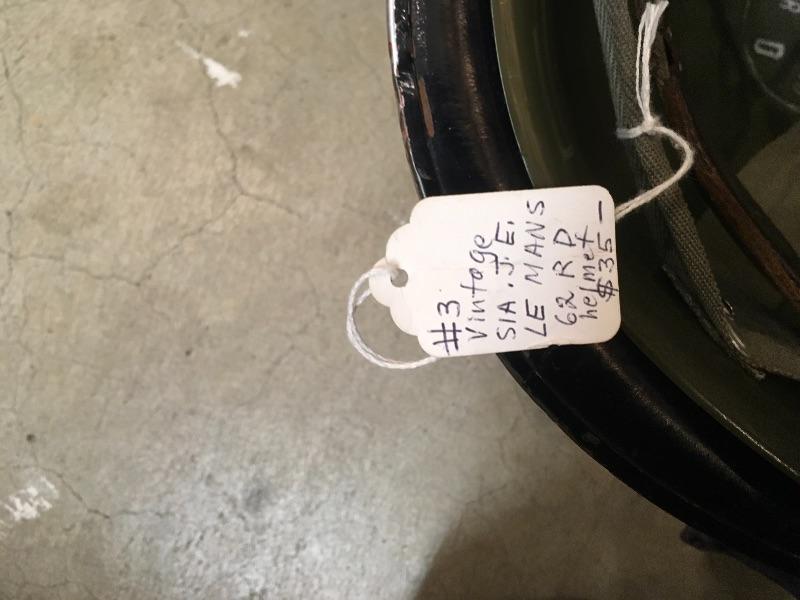 #3
Vintage
SIA. J.E.
LE MANS
62 R D
helmet
$35—